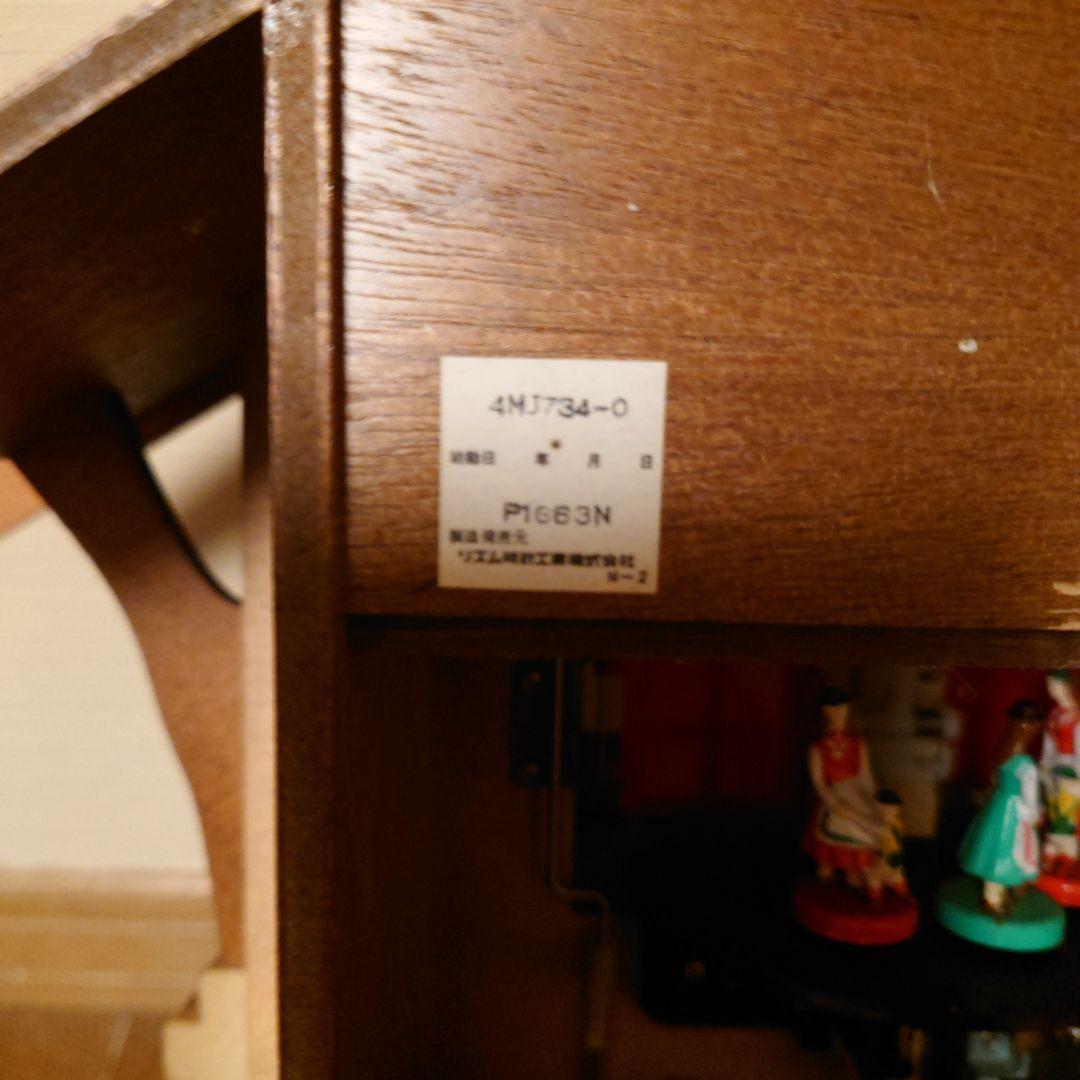 4MJ734-0
始動日 年 月 日
P1663N
製造発売元
リズム時計工業株式会社
N-2